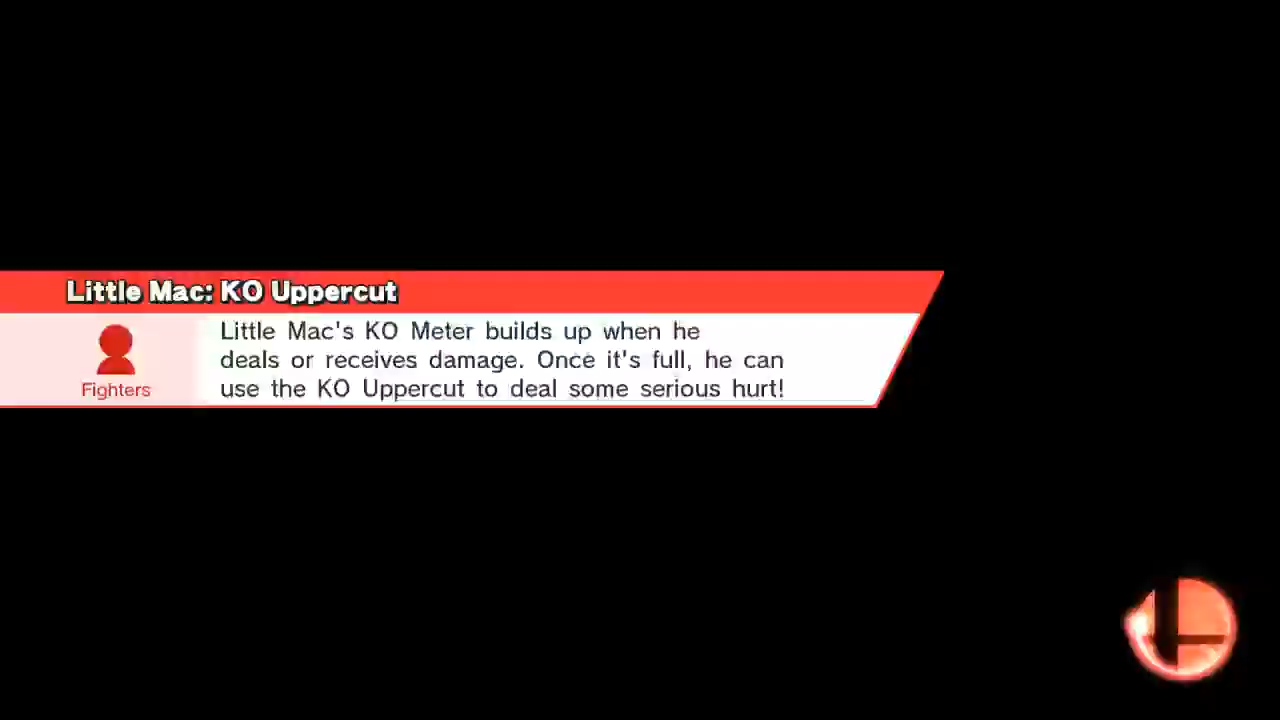 Little Mac: KO Uppercut
Little Mac's KO Meter builds up when he
deals or receives damage. Once it's full, he can
use the KO Uppercut to deal some serious hurt!
Fighters